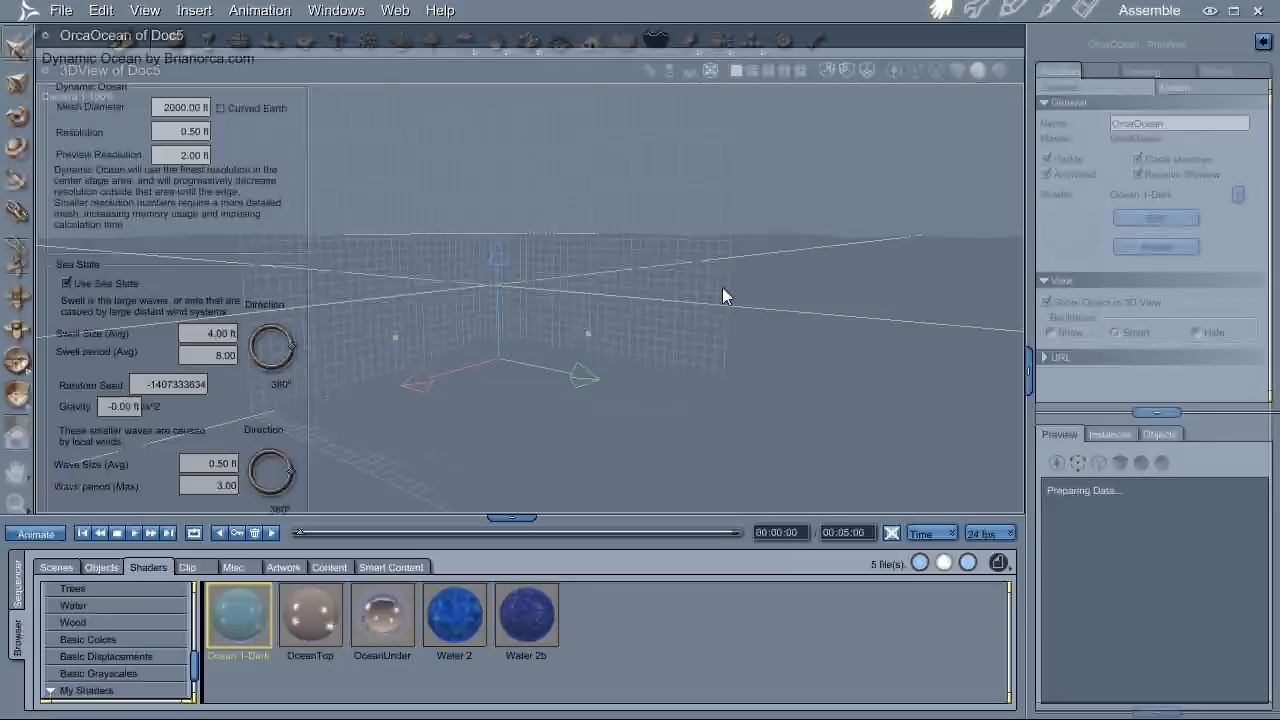 File Edit View Insert Animation Windows Web Help Assemble
OrcaOcean of Doc5
OrcaOcean Primitive
Dynamic Ocean by Brianorca.com
3DView of Doc5
Dynamic Ocean
Mesh Diameter 2000.00 ft Curved Earth
Resolution 0.50 ft
Preview Resolution 2.00 ft
Dynamic Ocean will use the finest resolution in the
center stage area, and will progressively decrease
resolution outside that area until the edge.
Smaller resolution numbers require a more detailed
mesh, increasing memory usage and incresing
calculation time
Sea State
Use Sea State
Swell is the large waves, or sets that are
caused by large distant wind systems
Direction
Swell Size (Avg) 4.00 ft
Swell period (Avg) 8.00
360°
Random Seed -1407333634
Gravity -0.00 ft/s^2
These smaller waves are caused
by local winds
Direction
Wave Size (Avg) 0.50 ft
Wave period (Max) 3.00
360°
General
Name: OrcaOcean
OrcaOcean
Visible Casts shadows
Animated Receive Shadow
Shader: Ocean 1-Dark
View
Show Object in 3D View
Backfaces
Show Smart Hide
URL
Preview Instances Objects
Preparing Data...
Animate 00:00:00 / 00:05:00 Time 24 fps
Sequencer
Browser
Scenes Objects Shaders Clip Misc. Artwork Content Smart Content 5 file(s).
Trees
Water
Wood
Basic Colors
Basic Displacements
Basic Grayscales
My Shaders
Ocean 1-Dark OceanTop OceanUnder Water 2 Water 2b